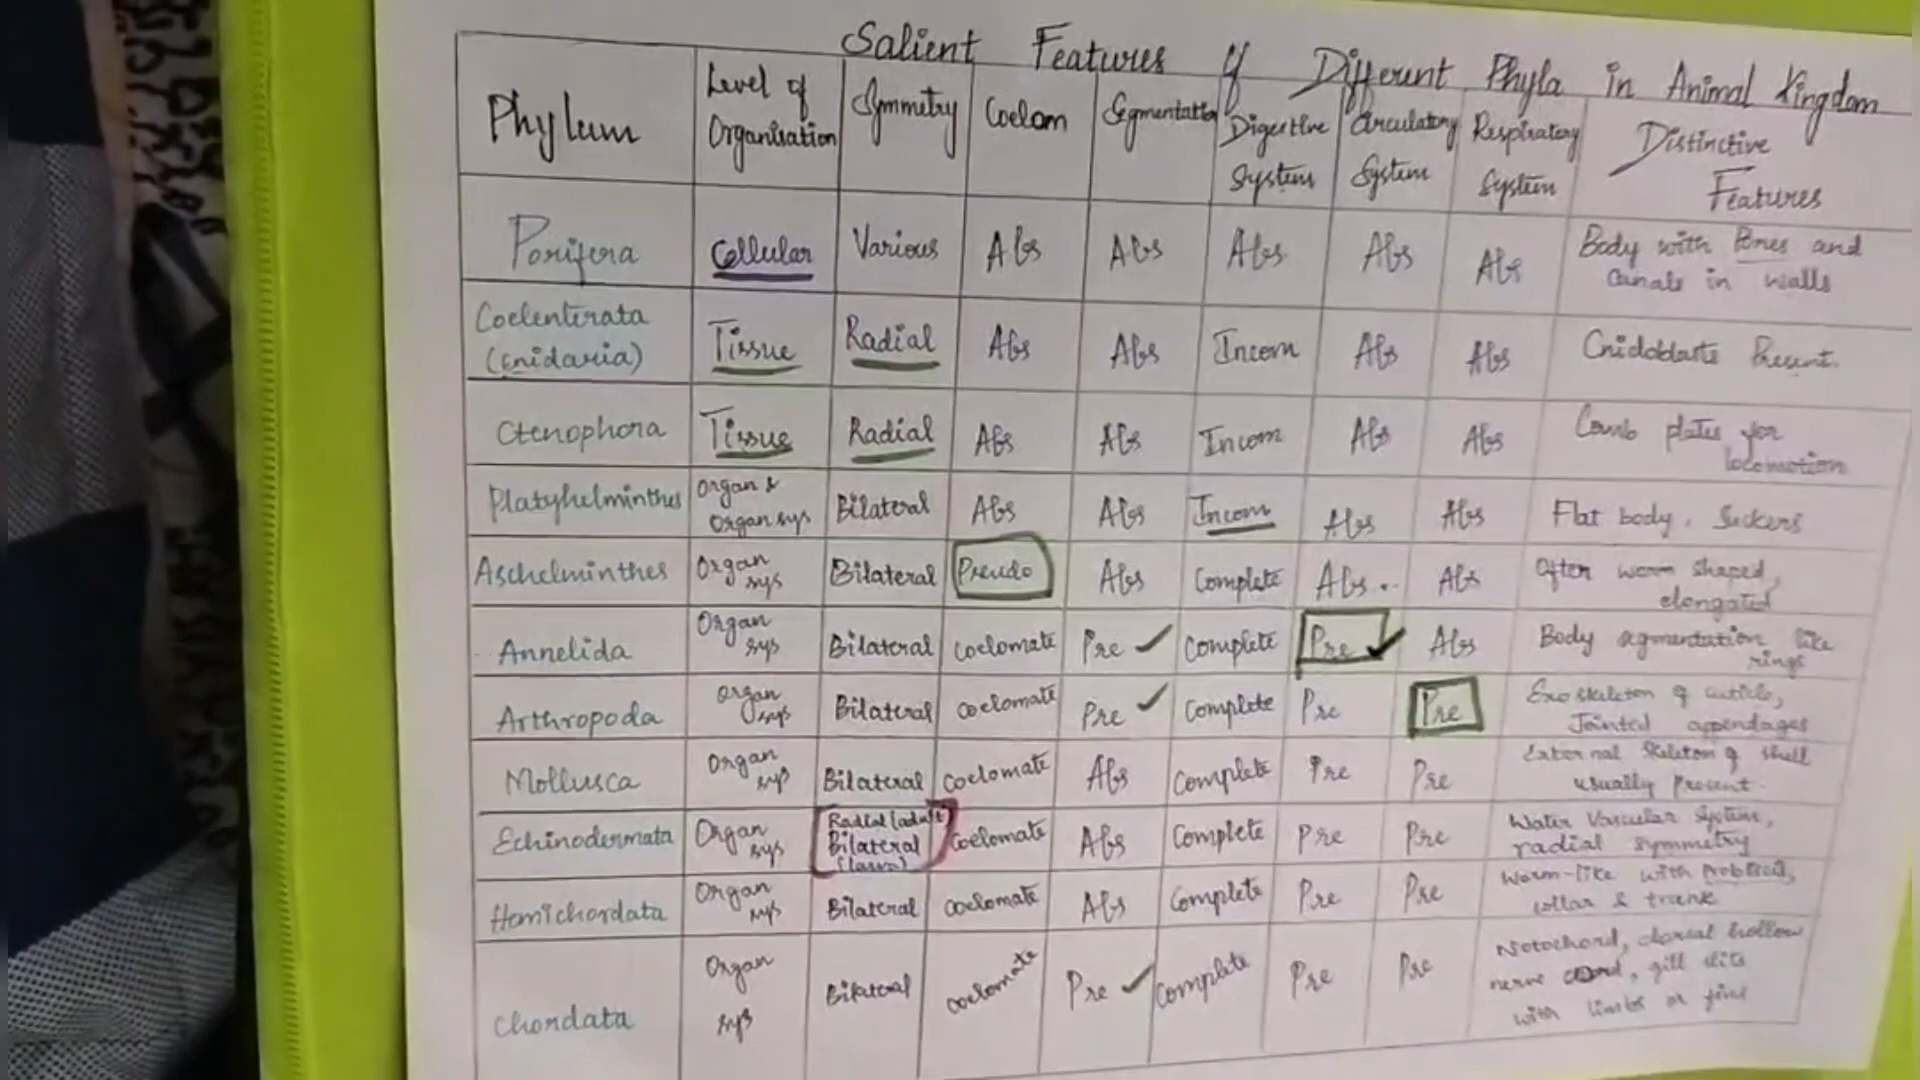 Salient Features of Different Phyla in Animal Kingdom
Phylum Level of Organisation Symmetry Coelom Segmentation Digestive System Circulatory System Respiratory System Distinctive Features
Porifera Cellular Various Abs Abs Abs Abs Abs Body with Pores and canals in walls
Coelenterata (cnidaria) Tissue Radial Abs Abs Incom Abs Abs Cnidoblasts Present.
Ctenophora Tissue Radial Abs Abs Incom Abs Abs Comb plates for locomotion
Platyhelminthes Organ & Organ sys Bilateral Abs Abs Incom Abs Abs Flat body, Suckers
Aschelminthes Organ sys Bilateral Pseudo Abs Complete Abs.. Abs Often worm shaped, elongated
Annelida Organ sys Bilateral coelomate Pre ✓ Complete Pre ✓ Abs Body segmentation like rings
Arthropoda Organ sys Bilateral coelomate Pre ✓ Complete Pre Pre Exoskeleton of cuticle, Jointed appendages
Mollusca Organ sys Bilateral coelomate Abs Complete Pre Pre External Skeleton of shell usually present.
Echinodermata Organ sys Radial (adult) Bilateral (larva) coelomate Abs Complete Pre Pre Water Vascular System, radial symmetry
Hemichordata Organ sys Bilateral coelomate Abs Complete Pre Pre Worm-like with collar & trunk
Chordata Organ sys Bilateral coelomate Pre ✓ Complete Pre Pre Notochord, dorsal hollow nerve cord, gill slits with limbs or fins